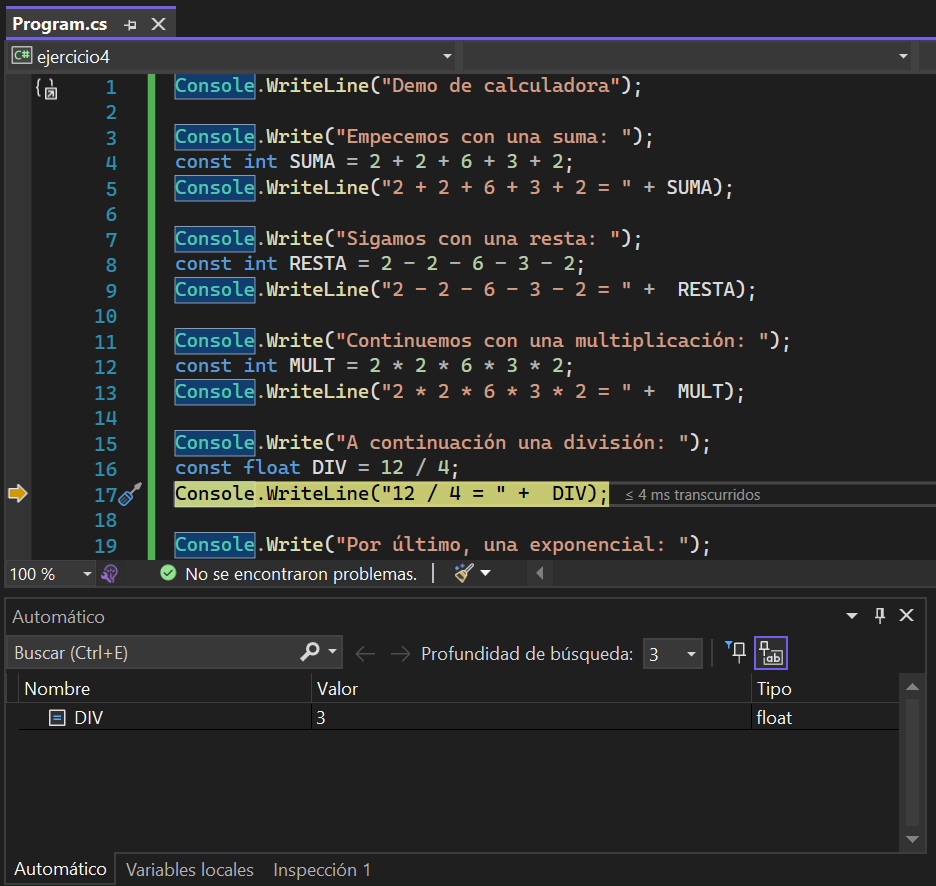 Program.cs
C# ejercicio4
1 Console.WriteLine("Demo de calculadora");
2
3 Console.Write("Empecemos con una suma: ");
4 const int SUMA = 2 + 2 + 6 + 3 + 2;
5 Console.WriteLine("2 + 2 + 6 + 3 + 2 = " + SUMA);
6
7 Console.Write("Sigamos con una resta: ");
8 const int RESTA = 2 - 2 - 6 - 3 - 2;
9 Console.WriteLine("2 - 2 - 6 - 3 - 2 = " +  RESTA);
10
11 Console.Write("Continuemos con una multiplicación: ");
12 const int MULT = 2 * 2 * 6 * 3 * 2;
13 Console.WriteLine("2 * 2 * 6 * 3 * 2 = " +  MULT);
14
15 Console.Write("A continuación una división: ");
16 const float DIV = 12 / 4;
17 Console.WriteLine("12 / 4 = " +  DIV); ≤ 4 ms transcurridos
18
19 Console.Write("Por último, una exponencial: ");
100 % No se encontraron problemas.
Automático
Buscar (Ctrl+E) Profundidad de búsqueda: 3 ab
Nombre Valor Tipo
DIV 3 float
Automático Variables locales Inspección 1